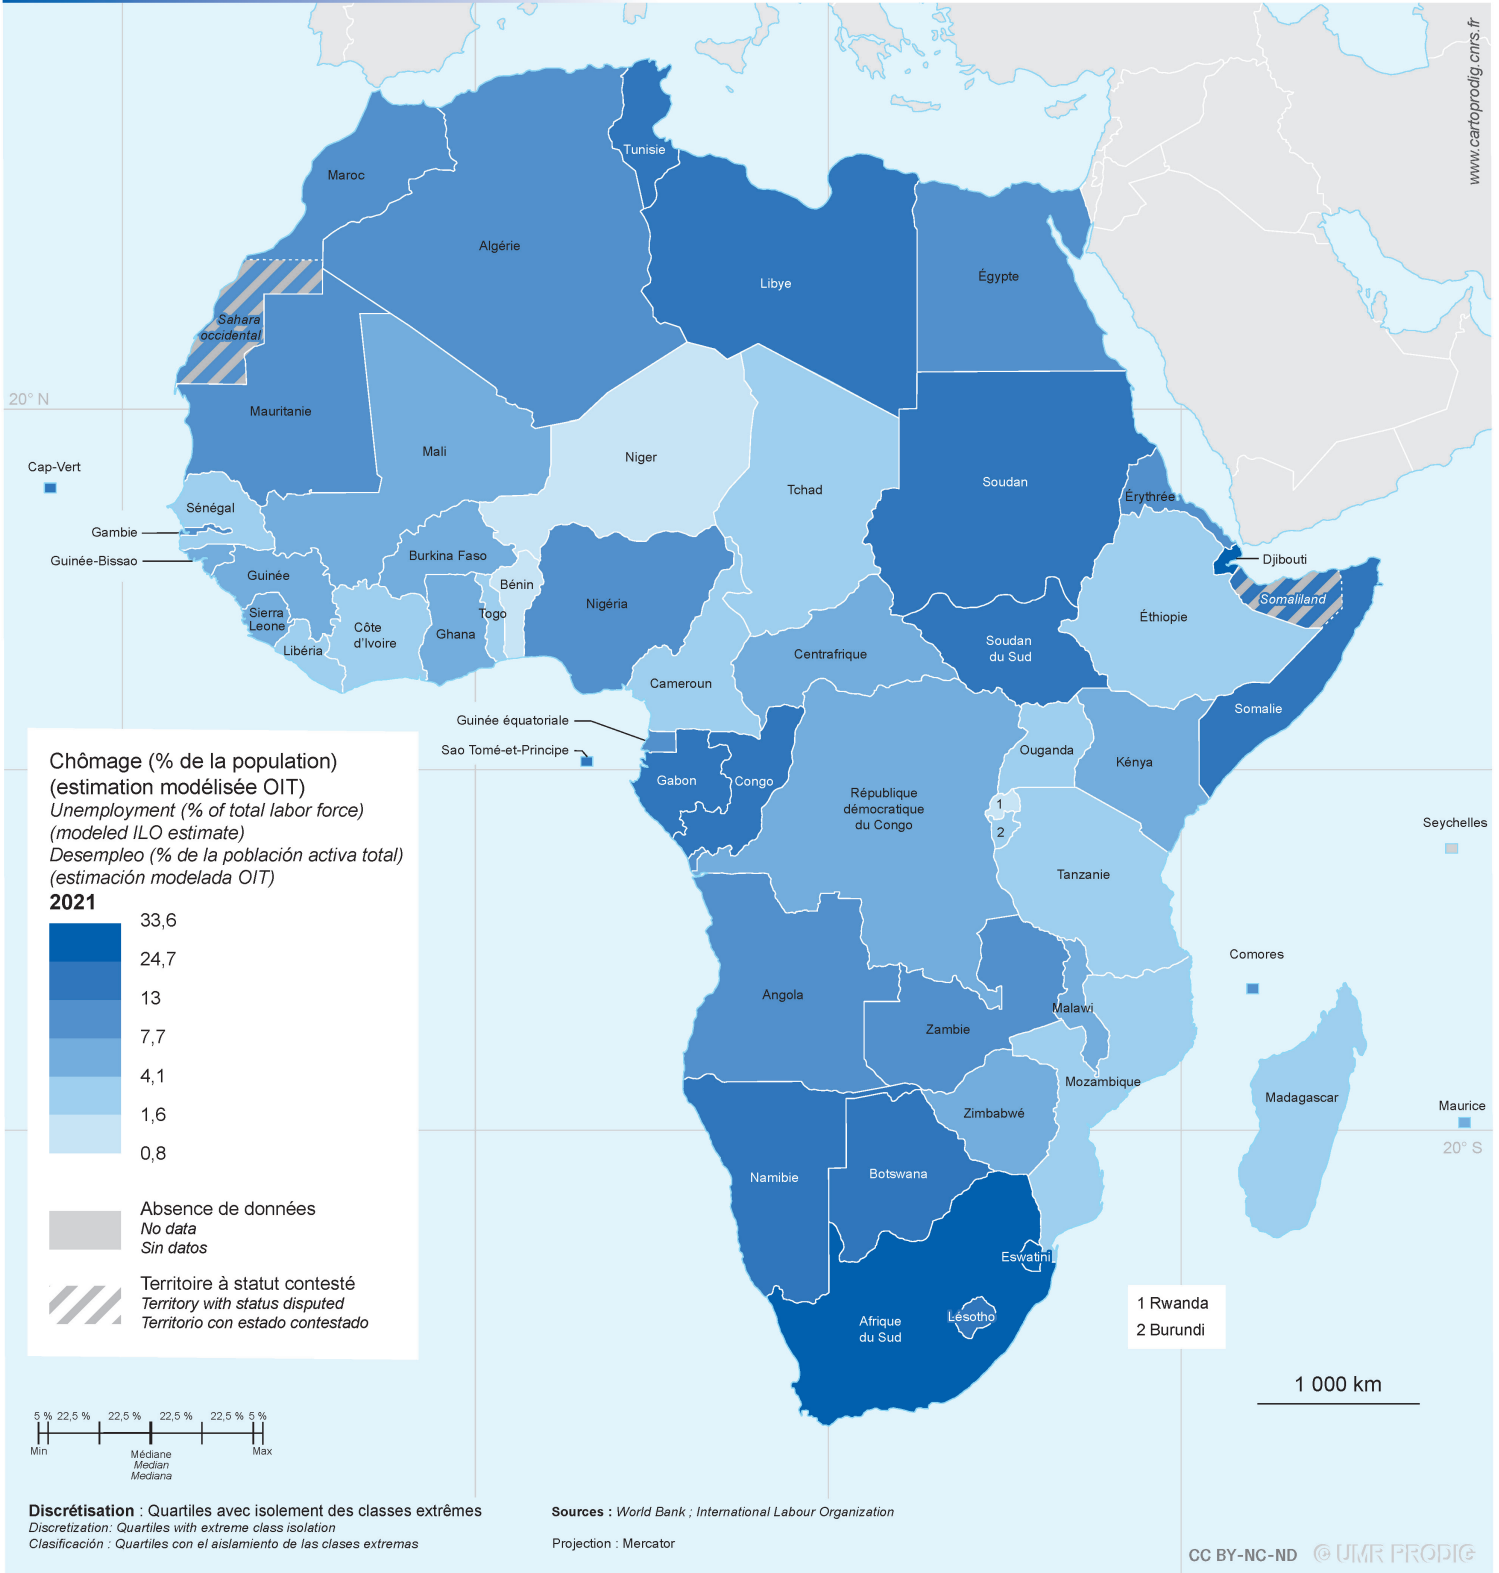 www.cartoprodig.cnrs.fr
Tunisie
Maroc
Algérie
Libye
Égypte
Sahara
occidental
20° N
Mauritanie
Mali
Niger
Tchad
Soudan
Érythrée
Cap-Vert
Sénégal
Gambie
Guinée-Bissao
Guinée
Burkina Faso
Bénin
Togo
Nigéria
Djibouti
Somaliland
Sierra
Leone
Libéria
Côte
d'Ivoire
Ghana
Éthiopie
Soudan
du Sud
Centrafrique
Cameroun
Somalie
Guinée équatoriale
Sao Tomé-et-Principe
Gabon
Congo
Ouganda
Kénya
République
démocratique
du Congo
1
2
Seychelles
Tanzanie
Comores
Angola
Malawi
Zambie
Mozambique
Zimbabwé
Madagascar
Maurice
20° S
Namibie
Botswana
Eswatini
Lésotho
Afrique
du Sud
Chômage (% de la population)
(estimation modélisée OIT)
Unemployment (% of total labor force)
(modeled ILO estimate)
Desempleo (% de la población activa total)
(estimación modelada OIT)
2021
33,6
24,7
13
7,7
4,1
1,6
0,8
Absence de données
No data
Sin datos
Territoire à statut contesté
Territory with status disputed
Territorio con estado contestado
1 Rwanda
2 Burundi
1 000 km
5 % 22,5 % 22,5 % 22,5 % 22,5 % 5 %
Min Max
Médiane
Median
Mediana
Discrétisation : Quartiles avec isolement des classes extrêmes
Discretization: Quartiles with extreme class isolation
Clasificación : Quartiles con el aislamiento de las clases extremas
Sources : World Bank ; International Labour Organization
Projection : Mercator
CC BY-NC-ND © UMR PRODIG